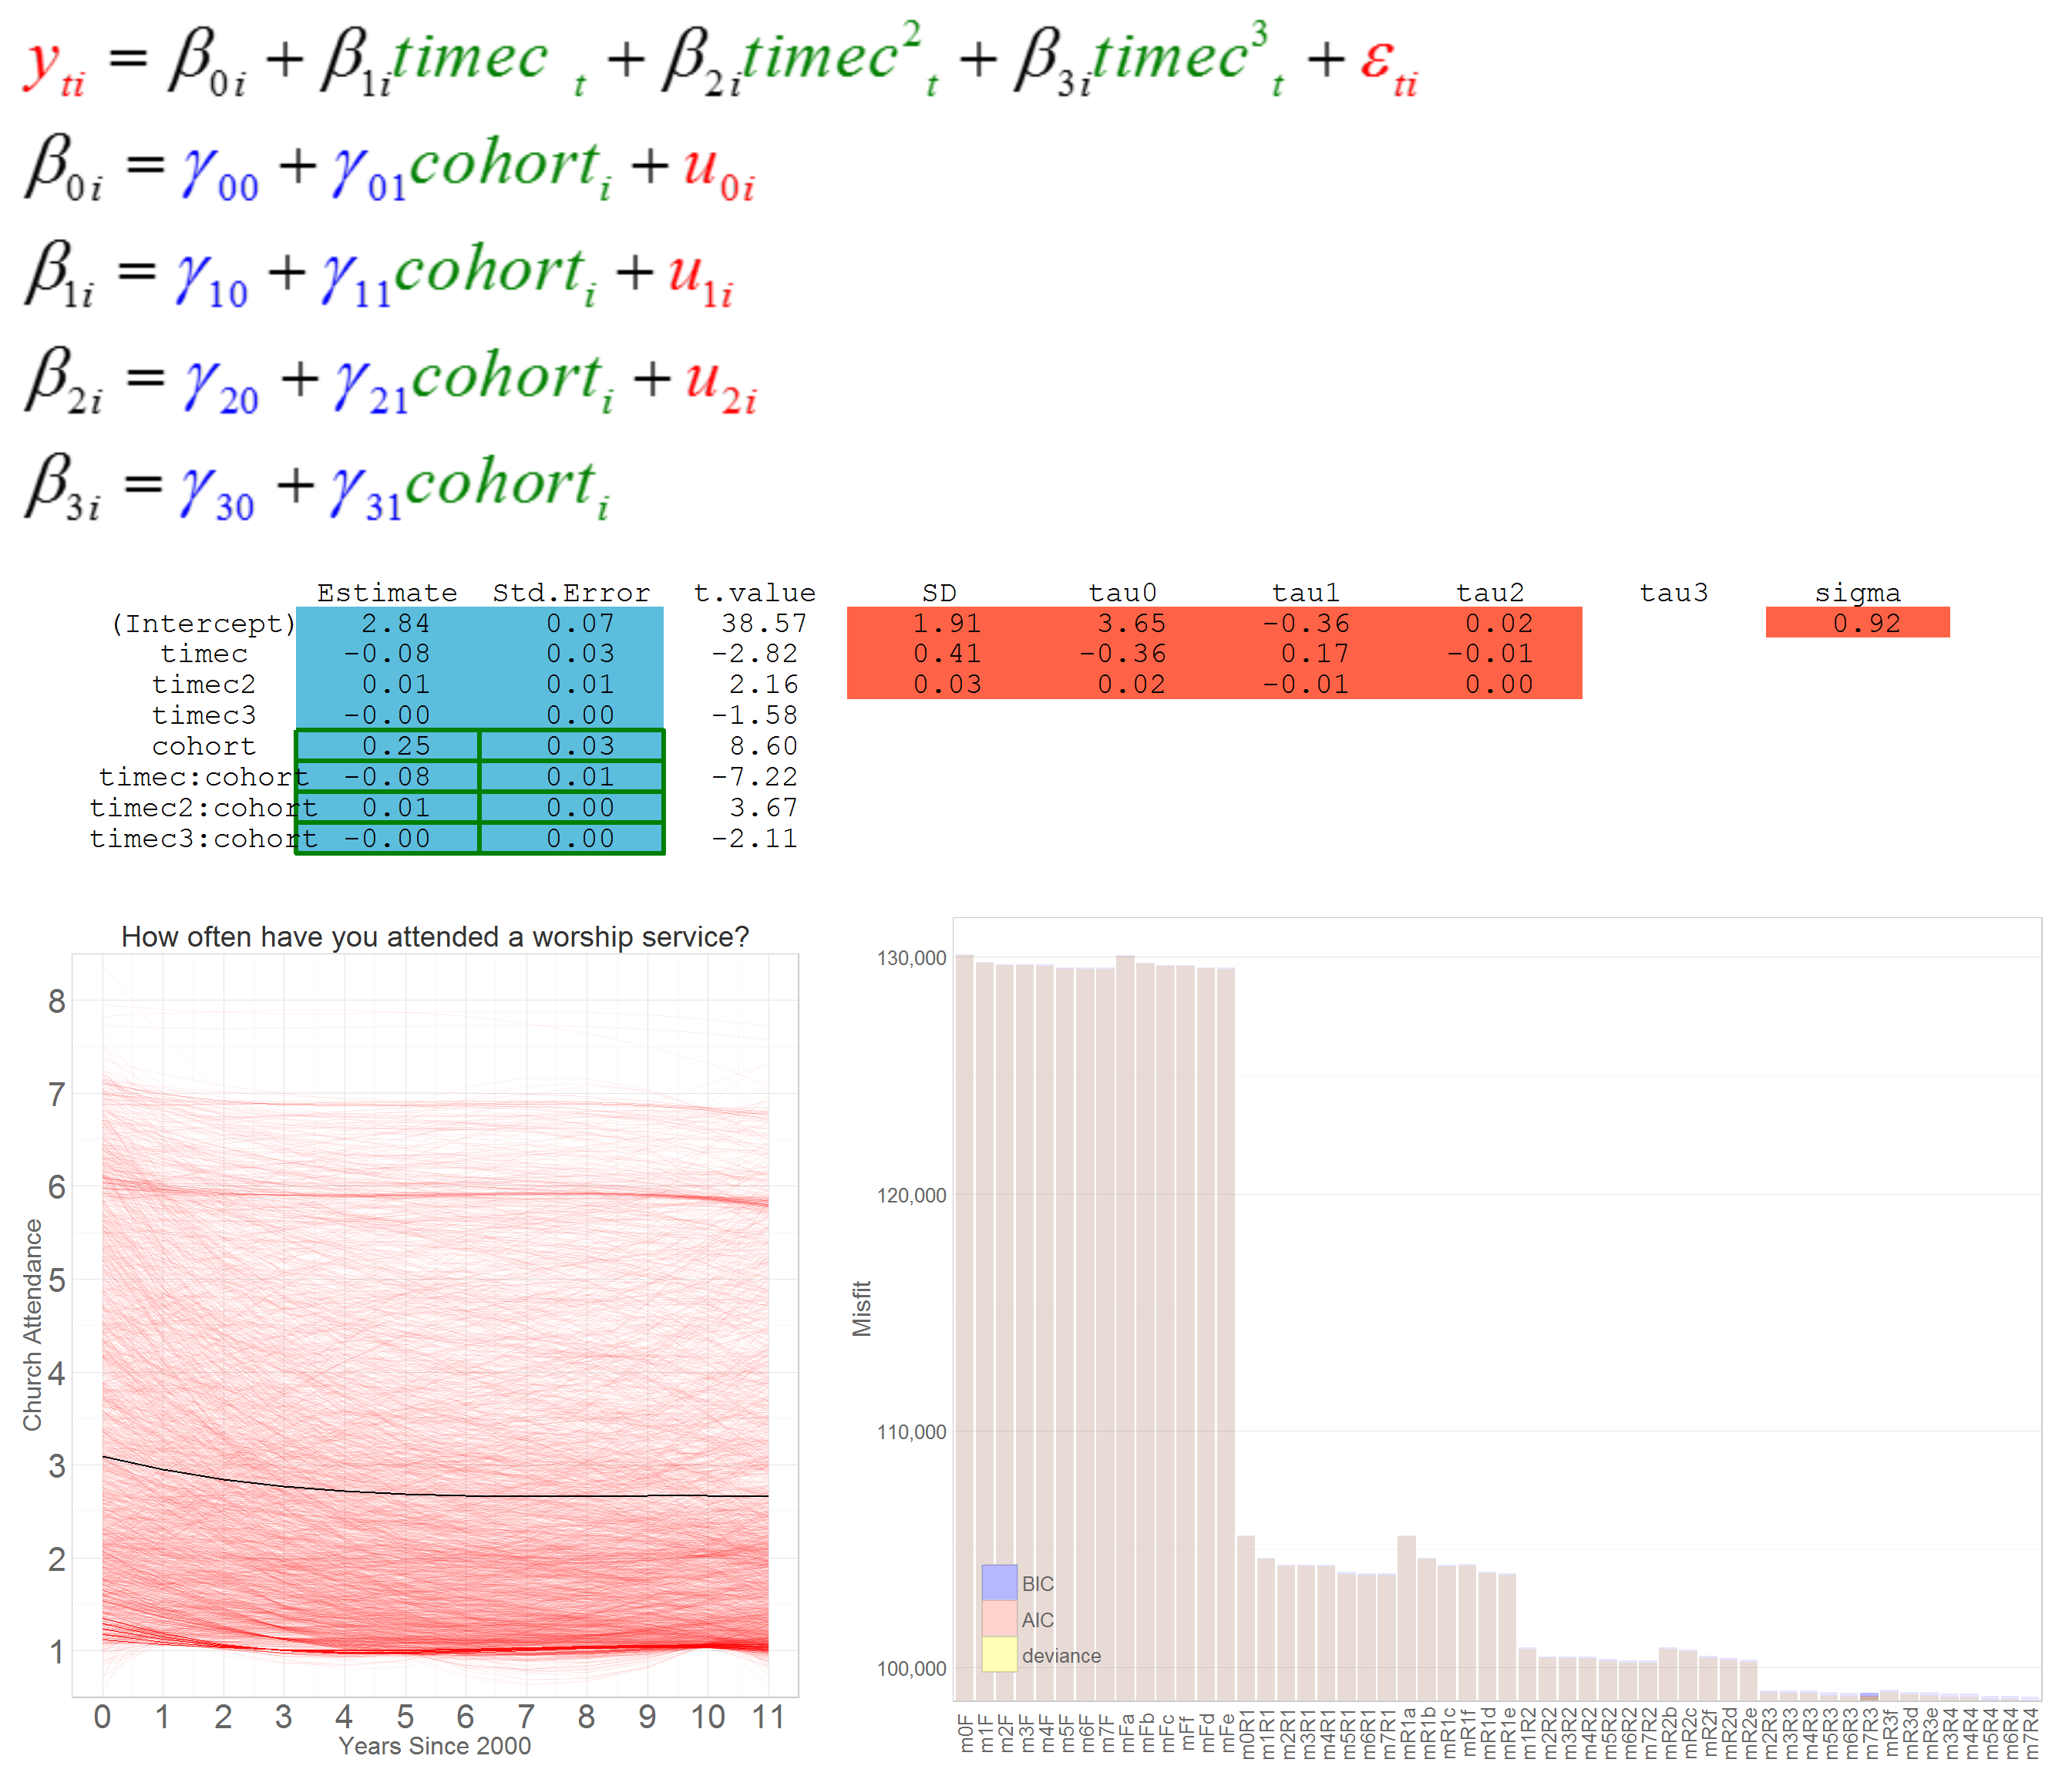 y_ti = β_0i + β_1i timec_t + β_2i timec²_t + β_3i timec³_t + ε_ti
β_0i = γ_00 + γ_01 cohort_i + u_0i
β_1i = γ_10 + γ_11 cohort_i + u_1i
β_2i = γ_20 + γ_21 cohort_i + u_2i
β_3i = γ_30 + γ_31 cohort_i
Estimate Std.Error t.value SD tau0 tau1 tau2 tau3 sigma
(Intercept) 2.84 0.07 38.57 1.91 3.65 -0.36 0.02 0.92
timec -0.08 0.03 -2.82 0.41 -0.36 0.17 -0.01
timec2 0.01 0.01 2.16 0.03 0.02 -0.01 0.00
timec3 -0.00 0.00 -1.58
cohort 0.25 0.03 8.60
timec:cohort -0.08 0.01 -7.22
timec2:cohort 0.01 0.00 3.67
timec3:cohort -0.00 0.00 -2.11
How often have you attended a worship service?
Church Attendance
8
7
6
5
4
3
2
1
0 1 2 3 4 5 6 7 8 9 10 11
Years Since 2000
Misfit
130,000
120,000
110,000
100,000
BIC
AIC
deviance
m0F m1F m2F m3F m4F m5F m6F m7F mFa mFb mFc mFf mFd mFe m0R1 m1R1 m2R1 m3R1 m4R1 m5R1 m6R1 m7R1 mR1a mR1b mR1c mR1f mR1d mR1e m1R2 m2R2 m3R2 m4R2 m5R2 m6R2 m7R2 mR2b mR2c mR2f mR2d mR2e m2R3 m3R3 m4R3 m5R3 m6R3 m7R3 mR3f mR3d mR3e m3R4 m4R4 m5R4 m6R4 m7R4